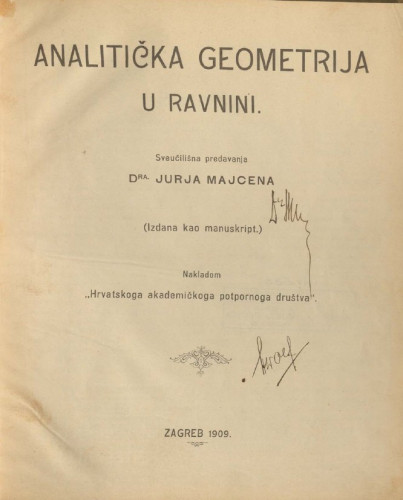 ANALITIČKA GEOMETRIJA
U RAVNINI.
Sveučilišna predavanja
DRA. JURJA MAJCENA
(Izdana kao manuskript.)
Nakladom
„Hrvatskoga akademičkoga potpornoga društva“.
ZAGREB 1909.